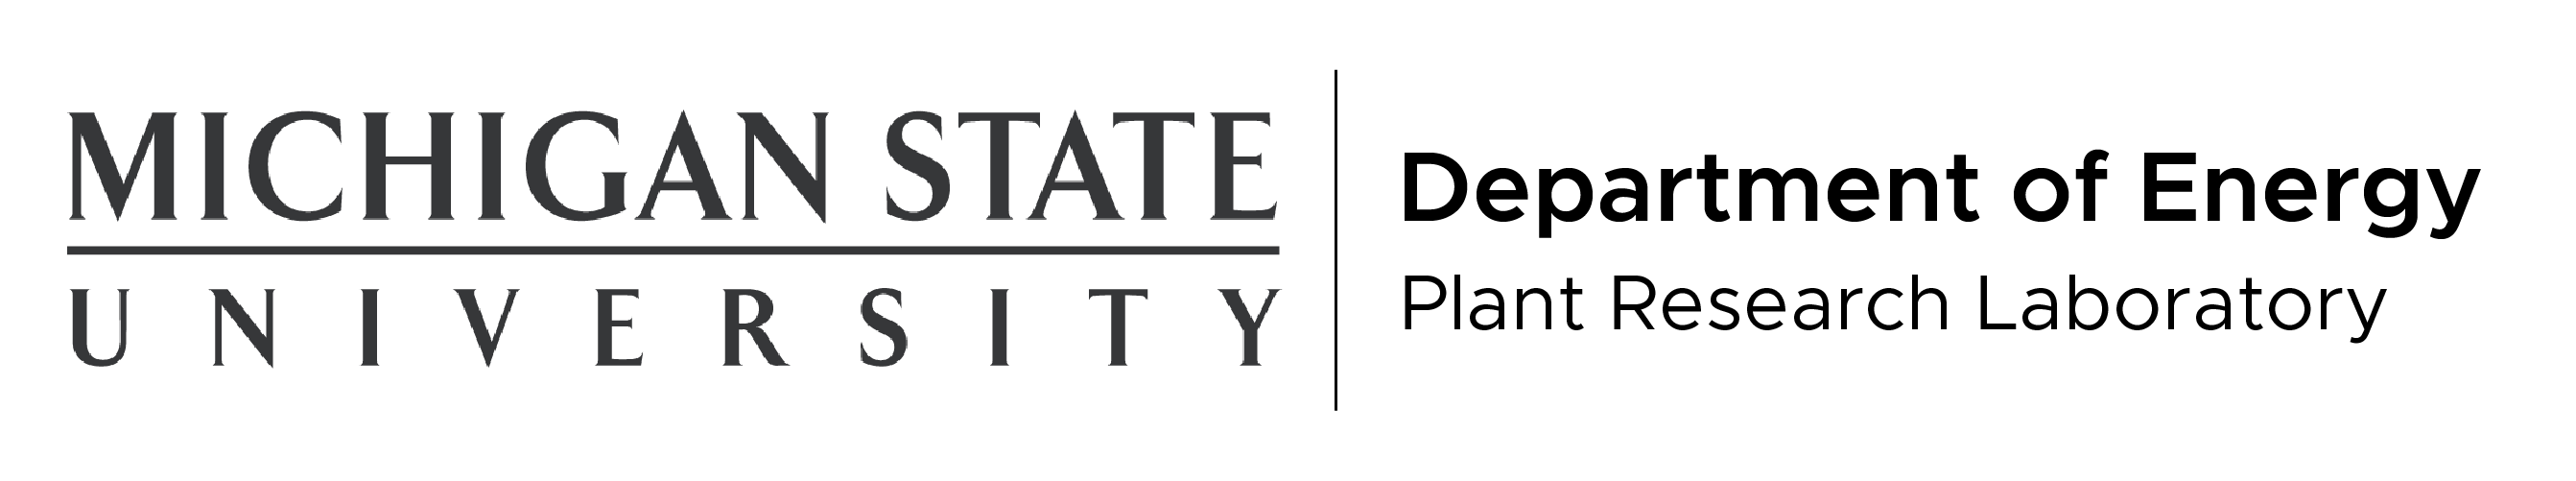 MICHIGAN STATE
UNIVERSITY
Department of Energy
Plant Research Laboratory